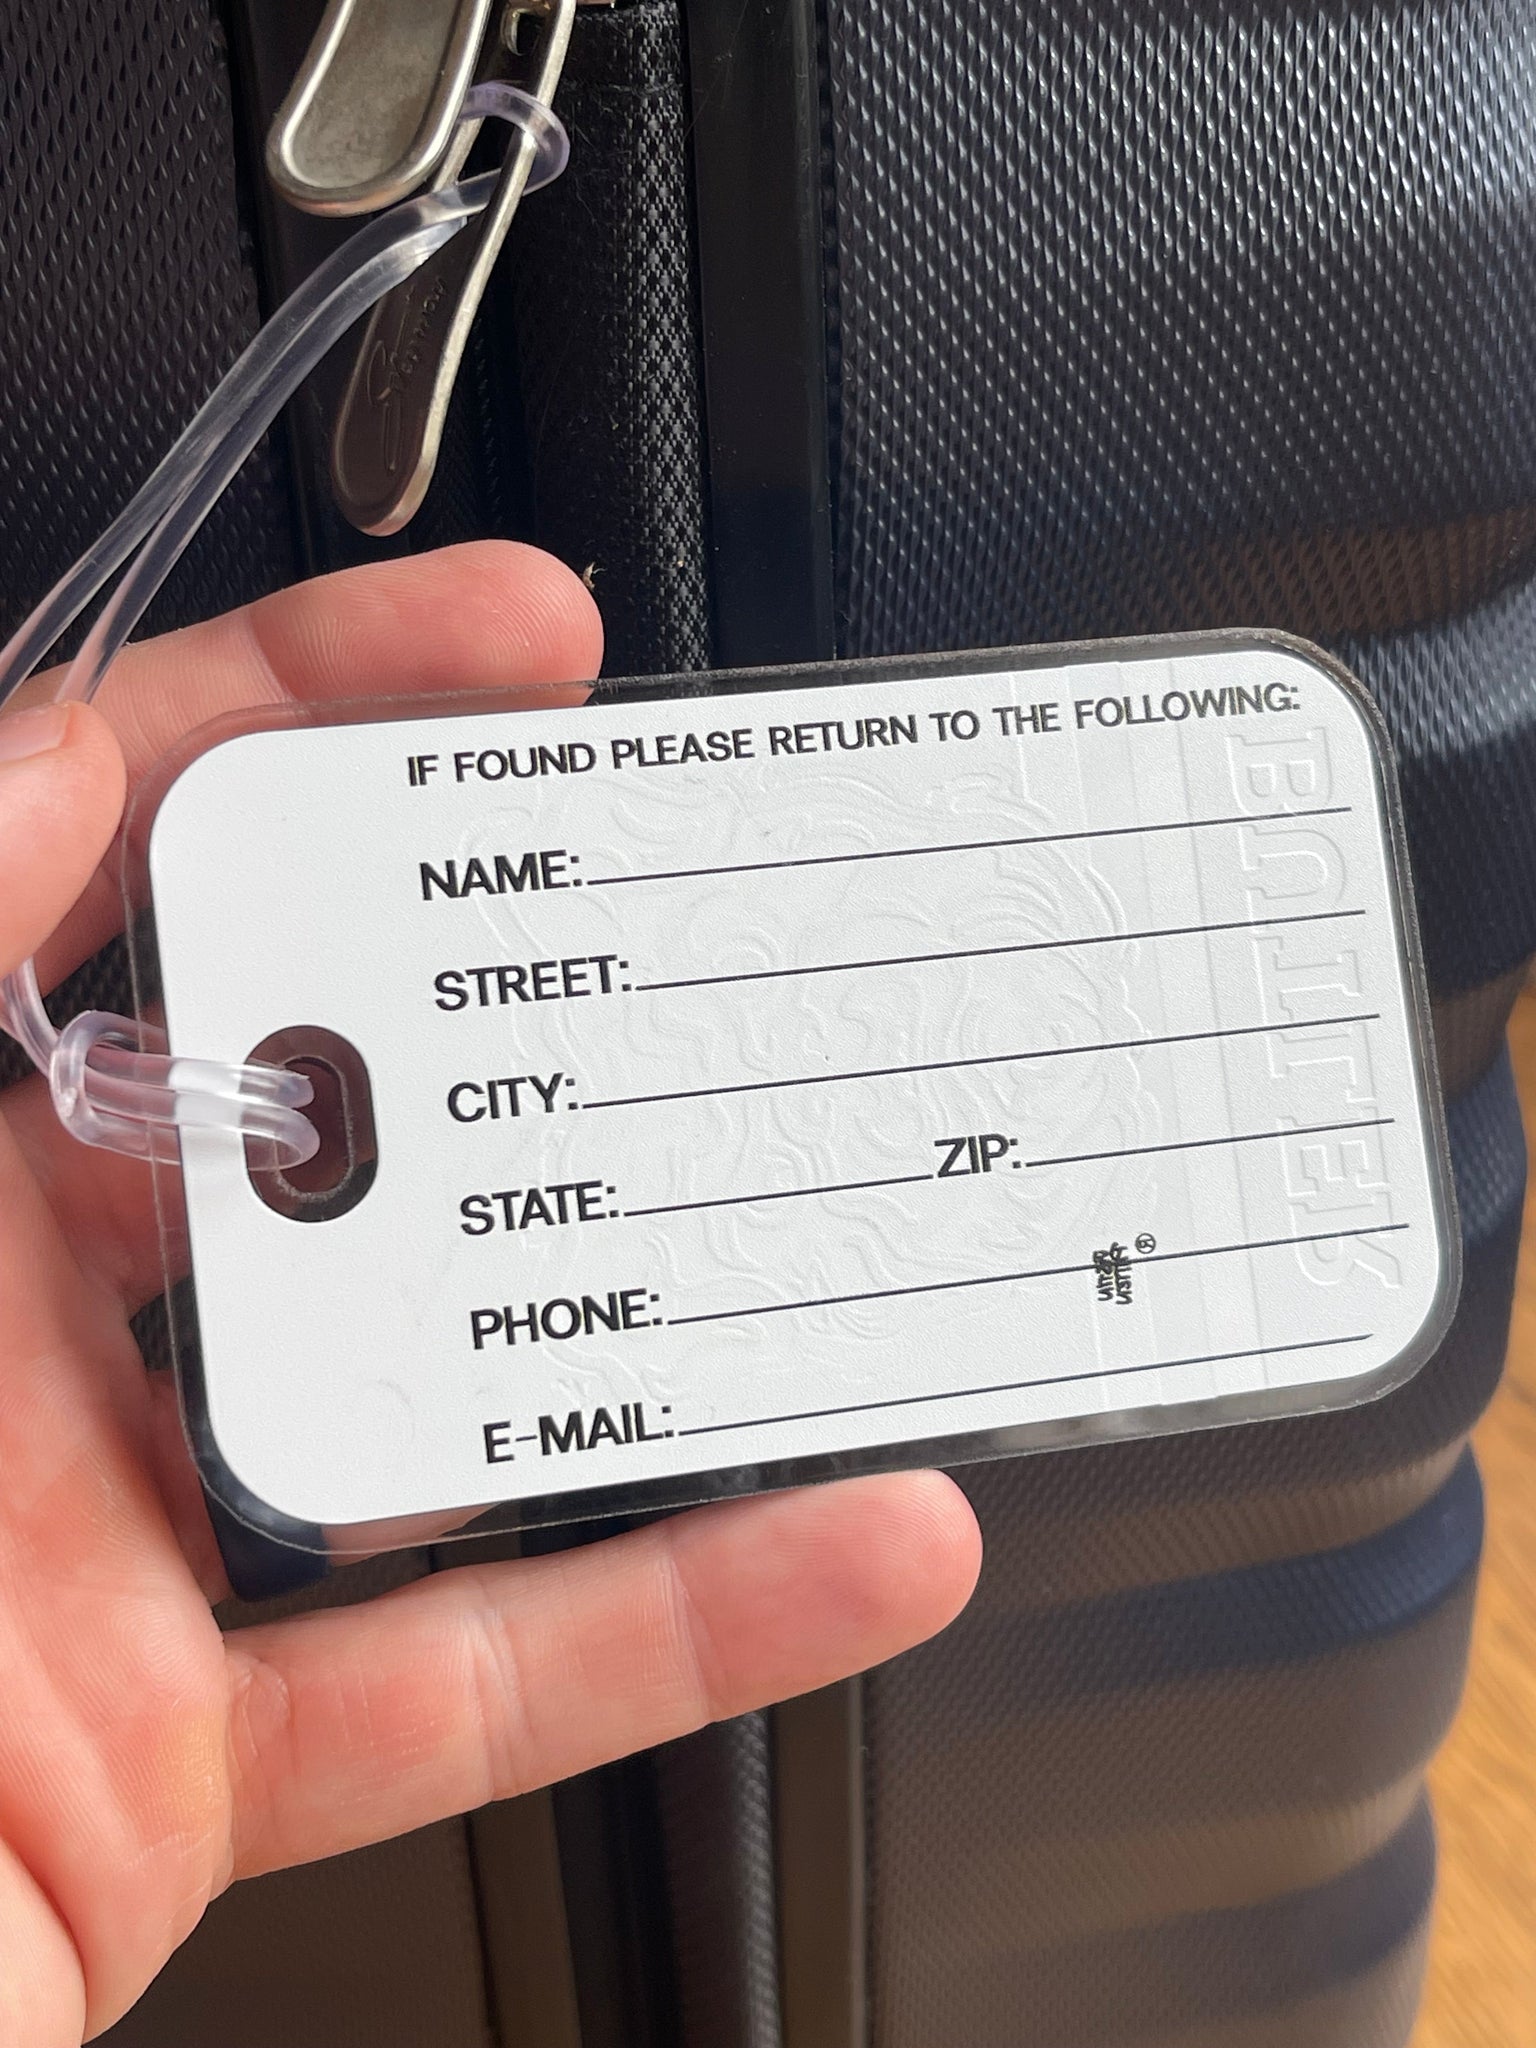 IF FOUND PLEASE RETURN TO THE FOLLOWING:
NAME:
STREET:
CITY:
STATE: ZIP:
PHONE:
®
E-MAIL: